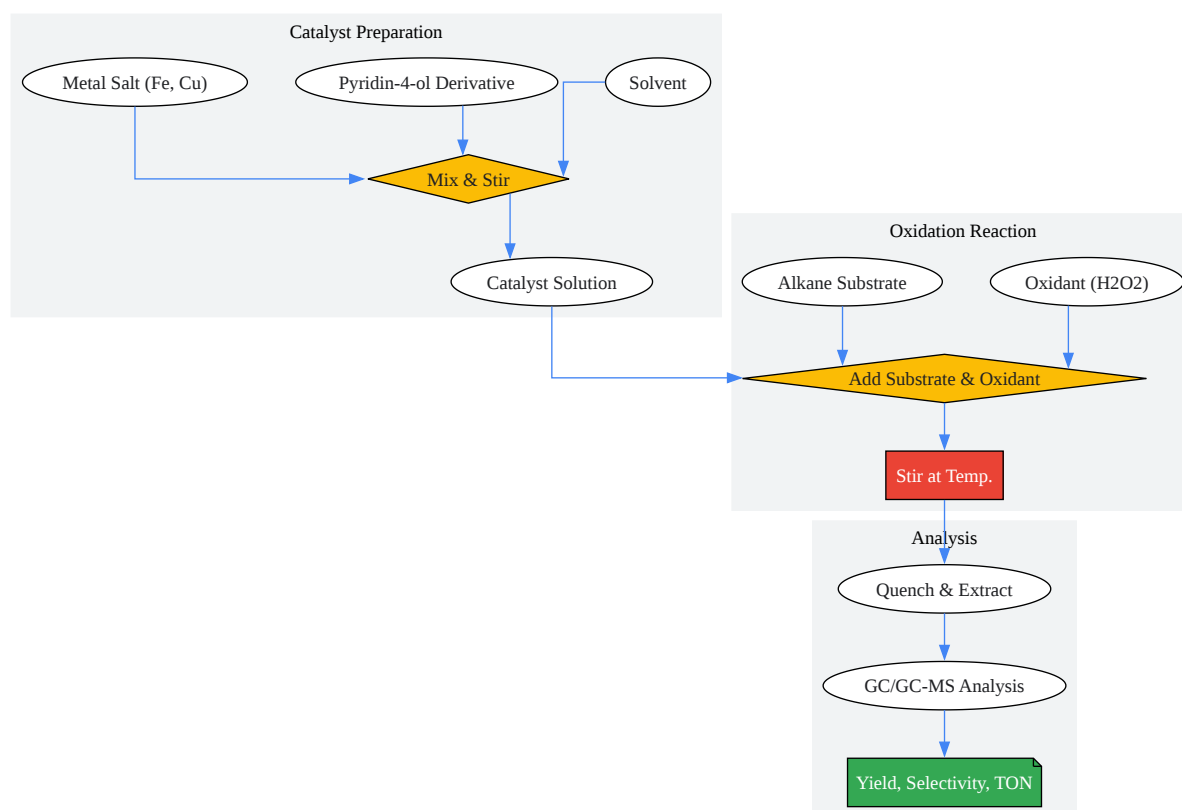 Catalyst Preparation
Metal Salt (Fe, Cu)
Pyridin-4-ol Derivative
Solvent
Mix & Stir
Catalyst Solution
Oxidation Reaction
Alkane Substrate
Oxidant (H2O2)
Add Substrate & Oxidant
Stir at Temp.
Analysis
Quench & Extract
GC/GC-MS Analysis
Yield, Selectivity, TON